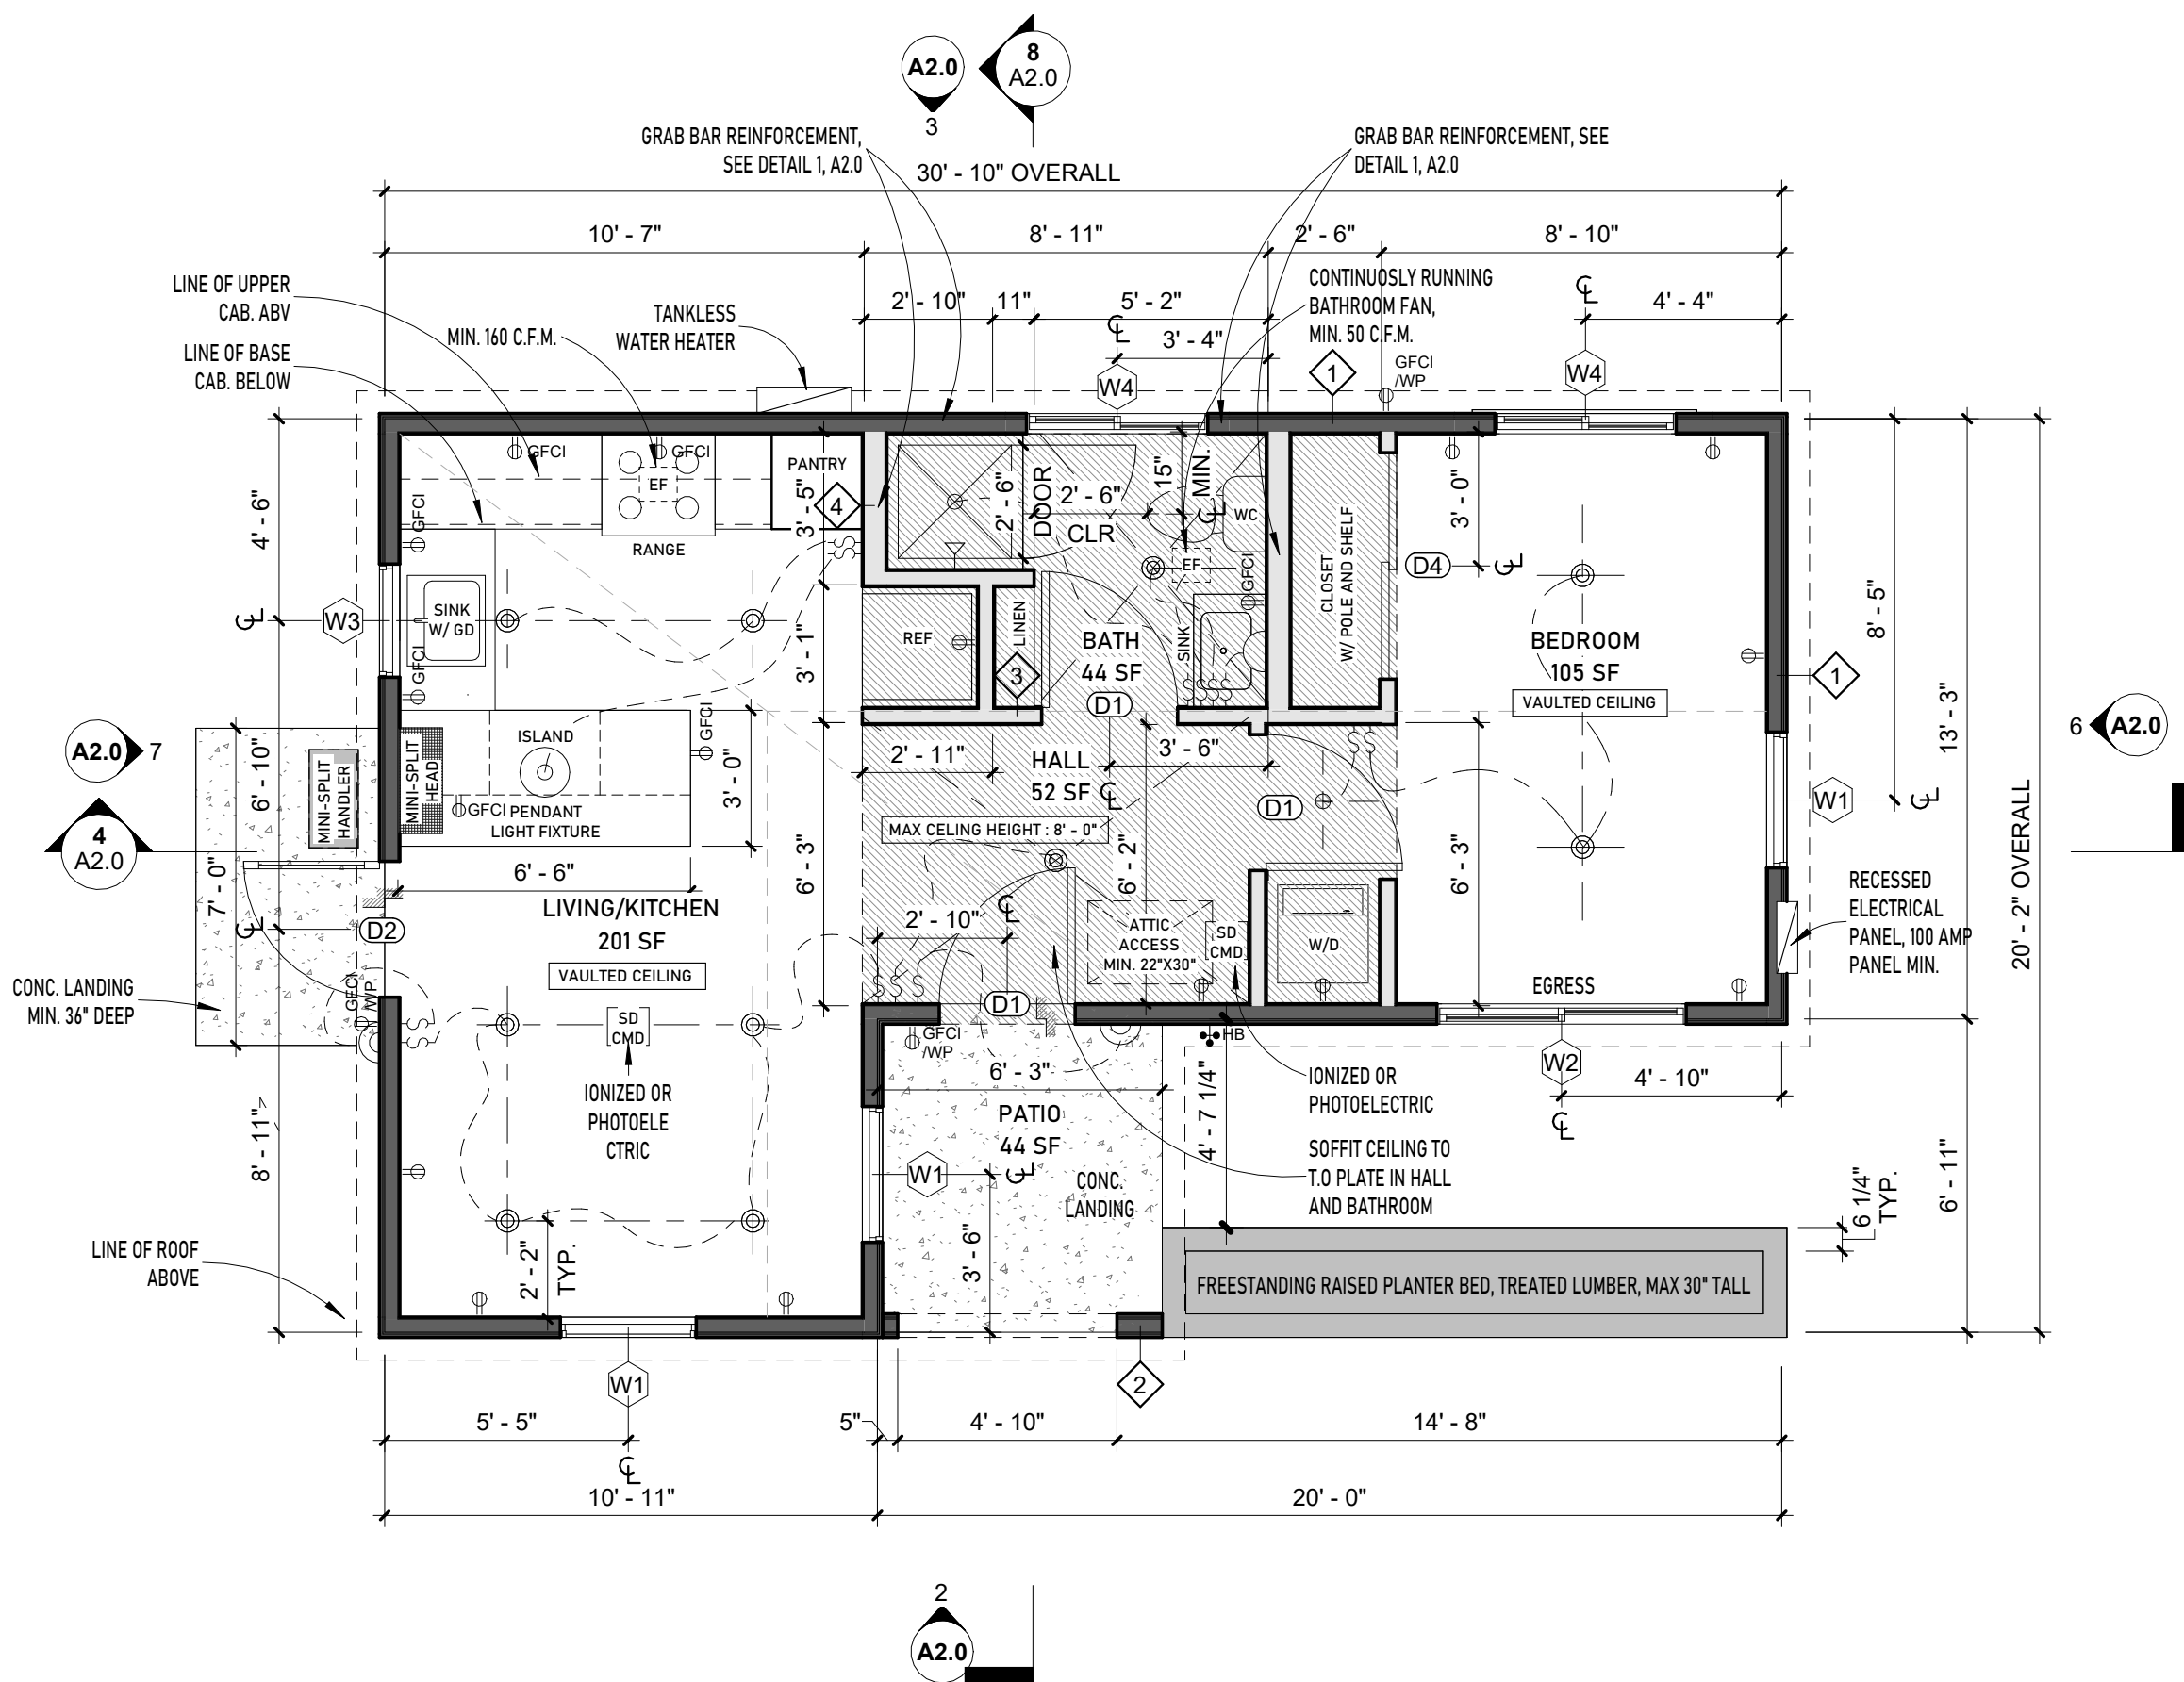 A2.0
3
8
A2.0
GRAB BAR REINFORCEMENT,
SEE DETAIL 1, A2.0
GRAB BAR REINFORCEMENT, SEE
DETAIL 1, A2.0
30' - 10" OVERALL
10' - 7"
8' - 11"
2' - 6"
8' - 10"
LINE OF UPPER
CAB. ABV
MIN. 160 C.F.M.
TANKLESS
WATER HEATER
2' - 10"
11"
5' - 2"
3' - 4"
CONTINUOSLY RUNNING
BATHROOM FAN,
MIN. 50 C.F.M.
4' - 4"
LINE OF BASE
CAB. BELOW
W4
1
GFCI
/WP
W4
4' - 6"
GFCI
GFCI
EF
RANGE
PANTRY
4
3' - 5"
2' - 6"
DOOR
2' - 6"
CLR
15"
MIN.
WC
EF
GFCI
CLOSET
W/ POLE AND SHELF
3' - 0"
D4
8' - 5"
13' - 3"
20' - 2" OVERALL
GFCI
W3
SINK
W/ GD
GFCI
3' - 1"
REF
LINEN
3
BATH
44 SF
SINK
D1
BEDROOM
105 SF
VAULTED CEILING
1
A2.0
7
6
A2.0
4
A2.0
6' - 10"
7' - 0"
MINI-SPLIT
HANDLER
MINI-SPLIT
HEAD
ISLAND
GFCI
GFCI
PENDANT
LIGHT FIXTURE
3' - 0"
2' - 11"
HALL
52 SF
3' - 6"
D1
W1
MAX CELING HEIGHT : 8' - 0"
6' - 6"
6' - 3"
6' - 2"
6' - 3"
LIVING/KITCHEN
201 SF
VAULTED CEILING
D2
2' - 10"
ATTIC
ACCESS
MIN. 22"X30"
SD
CMD
W/D
RECESSED
ELECTRICAL
PANEL, 100 AMP
PANEL MIN.
CONC. LANDING
MIN. 36" DEEP
GFCI
/WP
SD
CMD
D1
EGRESS
GFCI
/WP
HB
W2
4' - 10"
IONIZED OR
PHOTOELE
CTRIC
6' - 3"
4' - 7 1/4"
IONIZED OR
PHOTOELECTRIC
8' - 11"
PATIO
44 SF
W1
CONC.
LANDING
SOFFIT CEILING TO
T.O PLATE IN HALL
AND BATHROOM
6' - 11"
6 1/4"
TYP.
LINE OF ROOF
ABOVE
2' - 2"
TYP.
3' - 6"
FREESTANDING RAISED PLANTER BED, TREATED LUMBER, MAX 30" TALL
W1
2
5' - 5"
5"
4' - 10"
14' - 8"
10' - 11"
20' - 0"
2
A2.0